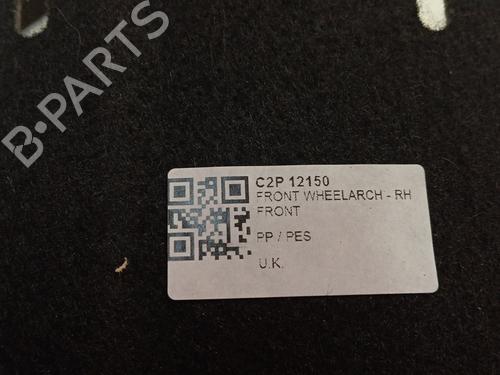 B-PARTS
C2P 12150
FRONT WHEELARCH - RH
FRONT
PP / PES
U.K.